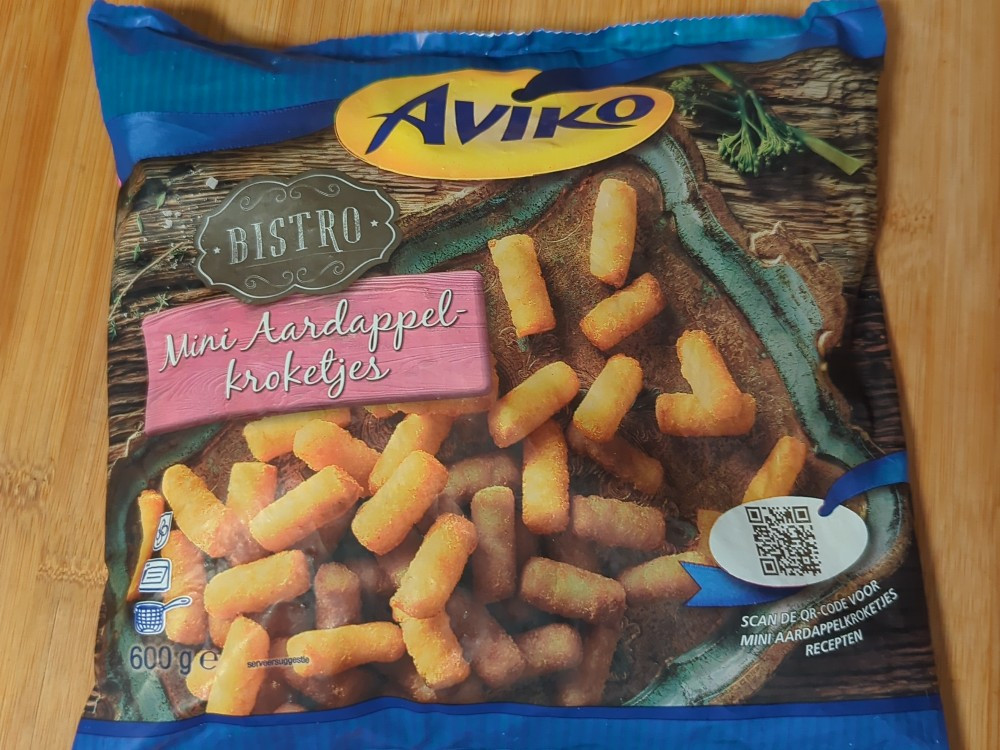 AVIKO
BISTRO
Mini Aardappel-
kroketjes
600 g e
serveersuggestie
SCAN DE QR-CODE VOOR
MINI AARDAPPELKROKETJES
RECEPTEN